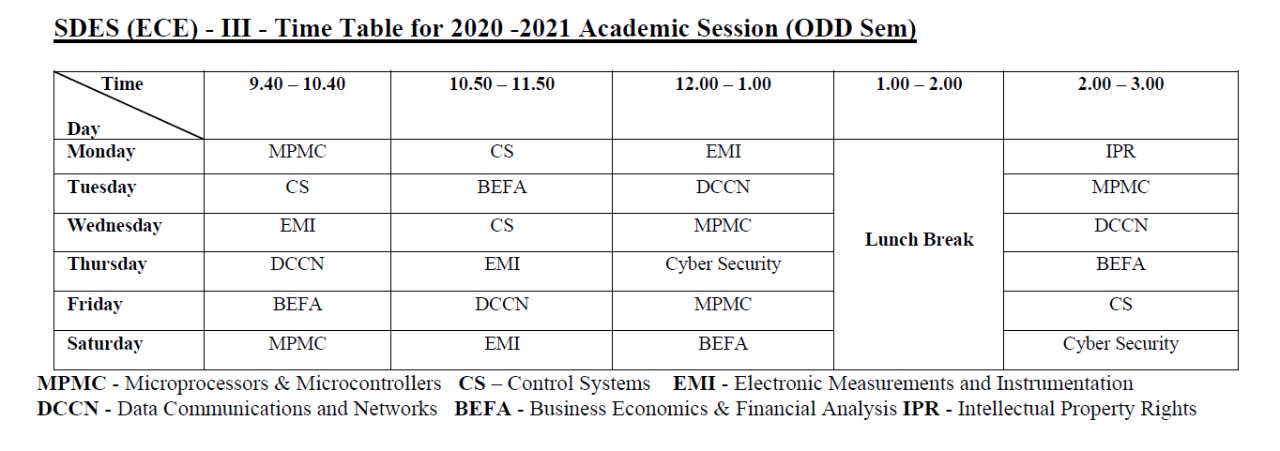 SDES (ECE) - III - Time Table for 2020 -2021 Academic Session (ODD Sem)
Time 9.40 – 10.40 10.50 – 11.50 12.00 – 1.00 1.00 – 2.00 2.00 – 3.00
Day
Monday MPMC CS EMI IPR
Tuesday CS BEFA DCCN MPMC
Wednesday EMI CS MPMC DCCN
Lunch Break
Thursday DCCN EMI Cyber Security BEFA
Friday BEFA DCCN MPMC CS
Saturday MPMC EMI BEFA Cyber Security
MPMC - Microprocessors & Microcontrollers CS – Control Systems EMI - Electronic Measurements and Instrumentation
DCCN - Data Communications and Networks BEFA - Business Economics & Financial Analysis IPR - Intellectual Property Rights